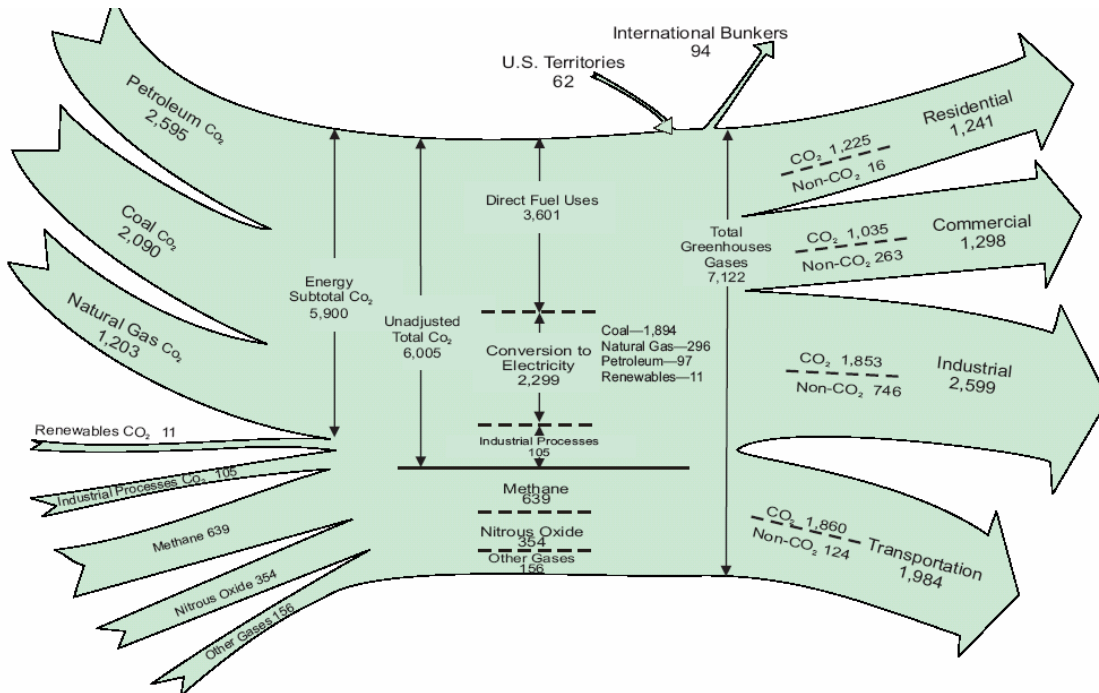 International Bunkers
94
U.S. Territories
62
Petroleum CO₂
2,595
Coal CO₂
2,090
Natural Gas CO₂
1,203
Renewables CO₂ 11
Industrial Processes CO₂ 105
Methane 639
Nitrous Oxide 354
Other Gases 156
Energy
Subtotal CO₂
5,900
Unadjusted
Total CO₂
6,005
Direct Fuel Uses
3,601
Conversion to
Electricity
2,299
Coal—1,894
Natural Gas—296
Petroleum—97
Renewables—11
Industrial Processes
105
Methane
639
Nitrous Oxide
354
Other Gases
156
Total
Greenhouses
Gases
7,122
CO₂ 1,225
Non-CO₂ 16
Residential
1,241
CO₂ 1,035
Non-CO₂ 263
Commercial
1,298
CO₂ 1,853
Non-CO₂ 746
Industrial
2,599
CO₂ 1,860
Non-CO₂ 124
Transportation
1,984